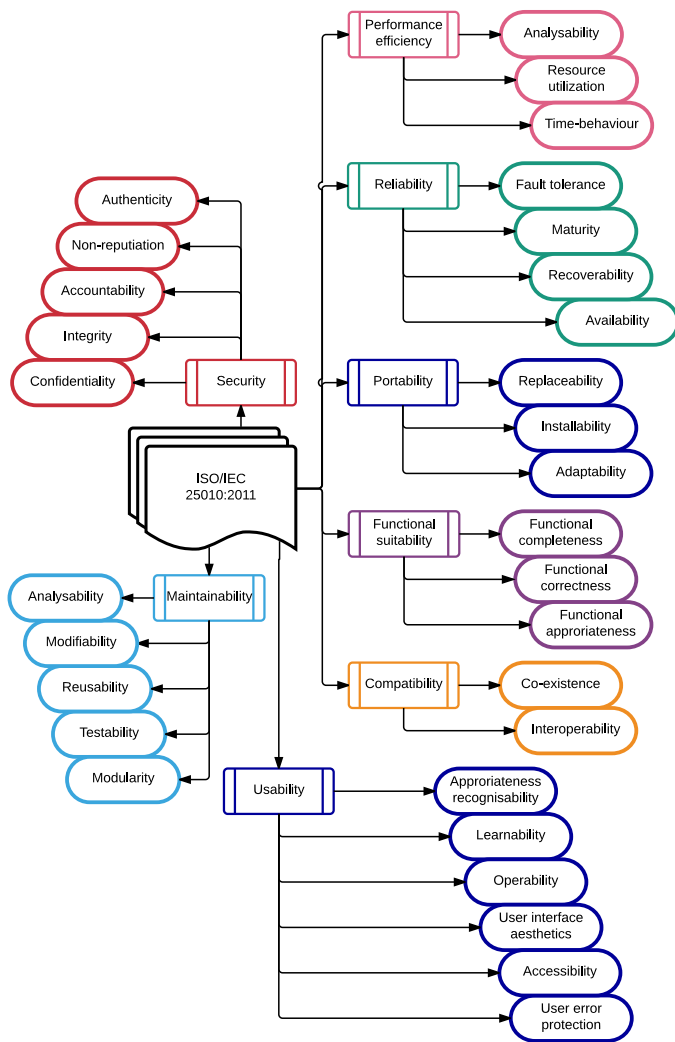 Performance
efficiency
Analysability
Resource
utilization
Time-behaviour
Reliability
Fault tolerance
Maturity
Recoverability
Availability
Authenticity
Non-reputiation
Accountability
Integrity
Confidentiality
Security
Portability
Replaceability
Installability
Adaptability
ISO/IEC
25010:2011
Functional
suitability
Functional
completeness
Functional
correctness
Functional
approriateness
Maintainability
Analysability
Modifiability
Reusability
Testability
Modularity
Compatibility
Co-existence
Interoperability
Usability
Approriateness
recognisability
Learnability
Operability
User interface
aesthetics
Accessibility
User error
protection